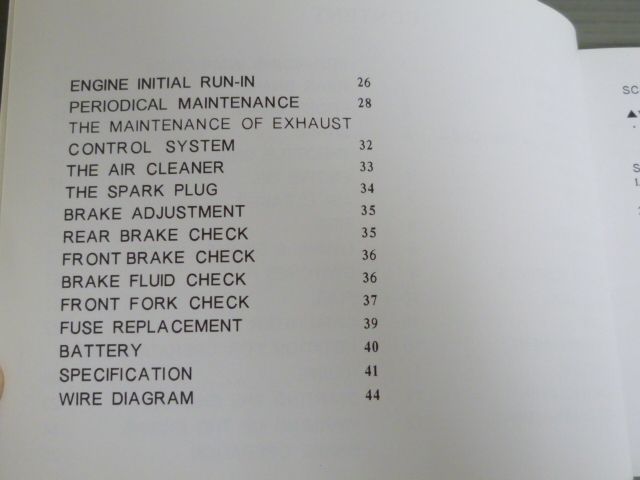 ENGINE INITIAL RUN-IN 26
PERIODICAL MAINTENANCE 28
THE MAINTENANCE OF EXHAUST
CONTROL SYSTEM 32
THE AIR CLEANER 33
THE SPARK PLUG 34
BRAKE ADJUSTMENT 35
REAR BRAKE CHECK 35
FRONT BRAKE CHECK 36
BRAKE FLUID CHECK 36
FRONT FORK CHECK 37
FUSE REPLACEMENT 39
BATTERY 40
SPECIFICATION 41
WIRE DIAGRAM 44
SC